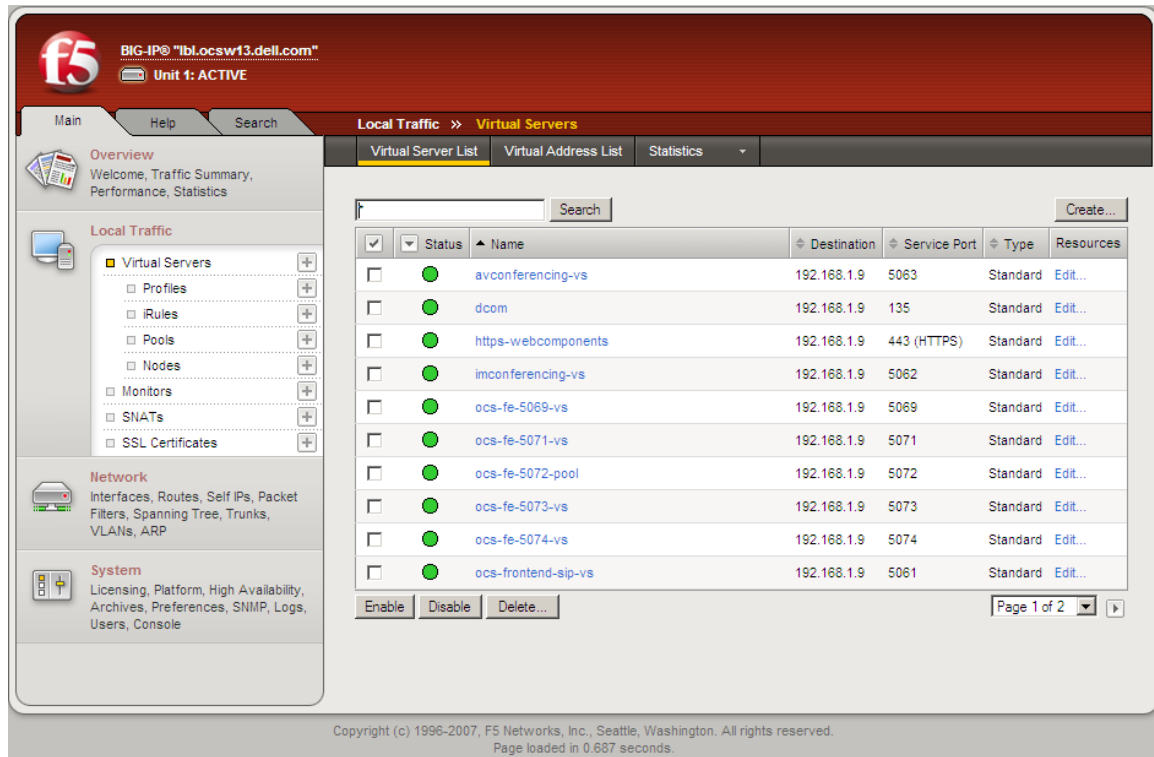 f5
BIG-IP® "lbl.ocsw13.dell.com"
Unit 1: ACTIVE
Main Help Search
Local Traffic » Virtual Servers
Virtual Server List Virtual Address List Statistics
Overview
Welcome, Traffic Summary,
Performance, Statistics
Local Traffic
Virtual Servers
Profiles
iRules
Pools
Nodes
Monitors
SNATs
SSL Certificates
Network
Interfaces, Routes, Self IPs, Packet
Filters, Spanning Tree, Trunks,
VLANs, ARP
System
Licensing, Platform, High Availability,
Archives, Preferences, SNMP, Logs,
Users, Console
* Search Create...
Status Name Destination Service Port Type Resources
avconferencing-vs 192.168.1.9 5063 Standard Edit...
dcom 192.168.1.9 135 Standard Edit...
https-webcomponents 192.168.1.9 443 (HTTPS) Standard Edit...
imconferencing-vs 192.168.1.9 5062 Standard Edit...
ocs-fe-5069-vs 192.168.1.9 5069 Standard Edit...
ocs-fe-5071-vs 192.168.1.9 5071 Standard Edit...
ocs-fe-5072-pool 192.168.1.9 5072 Standard Edit...
ocs-fe-5073-vs 192.168.1.9 5073 Standard Edit...
ocs-fe-5074-vs 192.168.1.9 5074 Standard Edit...
ocs-frontend-sip-vs 192.168.1.9 5061 Standard Edit...
Enable Disable Delete... Page 1 of 2
Copyright (c) 1996-2007, F5 Networks, Inc., Seattle, Washington. All rights reserved.
Page loaded in 0.687 seconds.